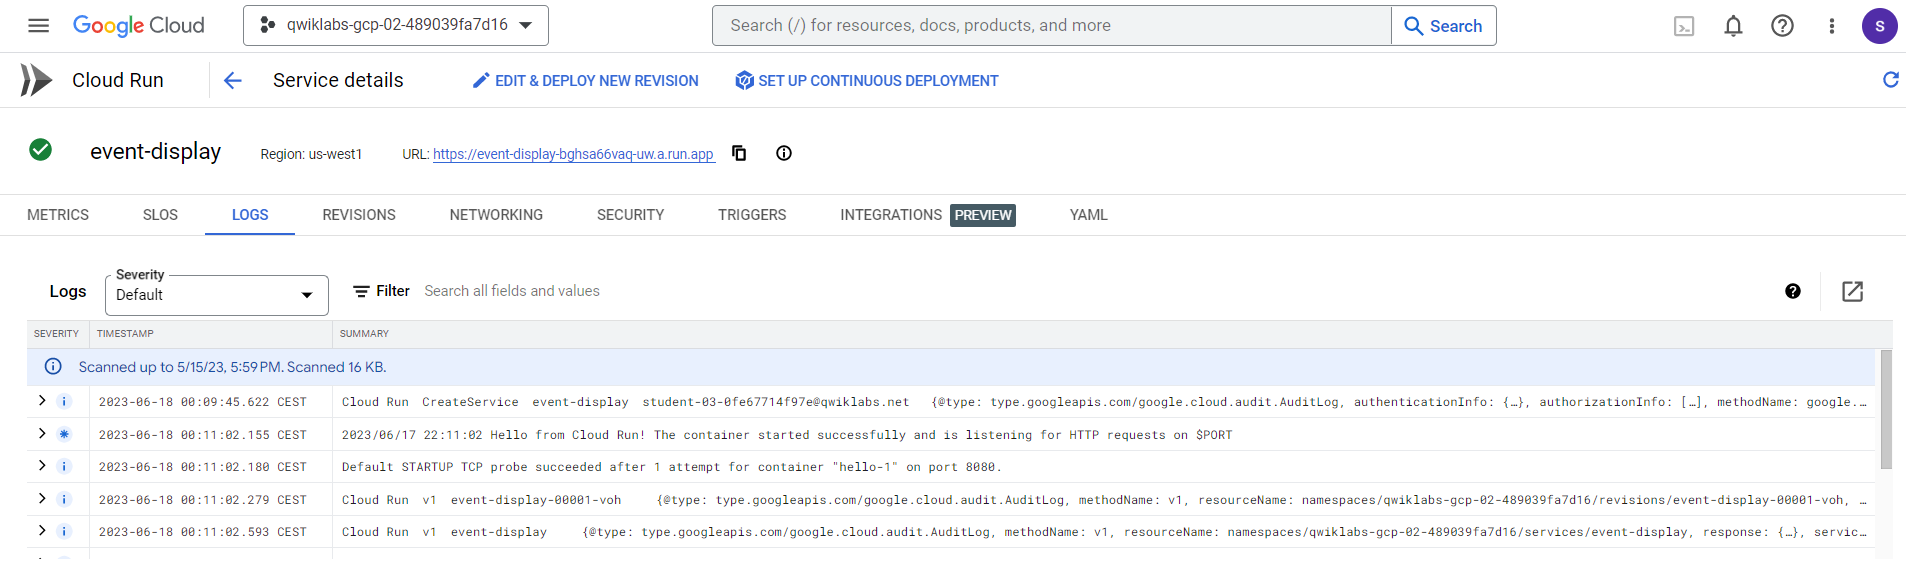 Google Cloud qwiklabs-gcp-02-489039fa7d16 Search (/) for resources, docs, products, and more Search S
Cloud Run Service details EDIT & DEPLOY NEW REVISION SET UP CONTINUOUS DEPLOYMENT
event-display Region: us-west1 URL: https://event-display-bghsa66vaq-uw.a.run.app
METRICS SLOS LOGS REVISIONS NETWORKING SECURITY TRIGGERS INTEGRATIONS PREVIEW YAML
Severity
Logs Default Filter Search all fields and values
SEVERITY TIMESTAMP SUMMARY
Scanned up to 5/15/23, 5:59 PM. Scanned 16 KB.
2023-06-18 00:09:45.622 CEST Cloud Run CreateService event-display student-03-0fe67714f97e@qwiklabs.net {@type: type.googleapis.com/google.cloud.audit.AuditLog, authenticationInfo: {…}, authorizationInfo: […], methodName: google.…
2023-06-18 00:11:02.155 CEST 2023/06/17 22:11:02 Hello from Cloud Run! The container started successfully and is listening for HTTP requests on $PORT
2023-06-18 00:11:02.180 CEST Default STARTUP TCP probe succeeded after 1 attempt for container "hello-1" on port 8080.
2023-06-18 00:11:02.279 CEST Cloud Run v1 event-display-00001-voh {@type: type.googleapis.com/google.cloud.audit.AuditLog, methodName: v1, resourceName: namespaces/qwiklabs-gcp-02-489039fa7d16/revisions/event-display-00001-voh, …
2023-06-18 00:11:02.593 CEST Cloud Run v1 event-display {@type: type.googleapis.com/google.cloud.audit.AuditLog, methodName: v1, resourceName: namespaces/qwiklabs-gcp-02-489039fa7d16/services/event-display, response: {…}, servic…